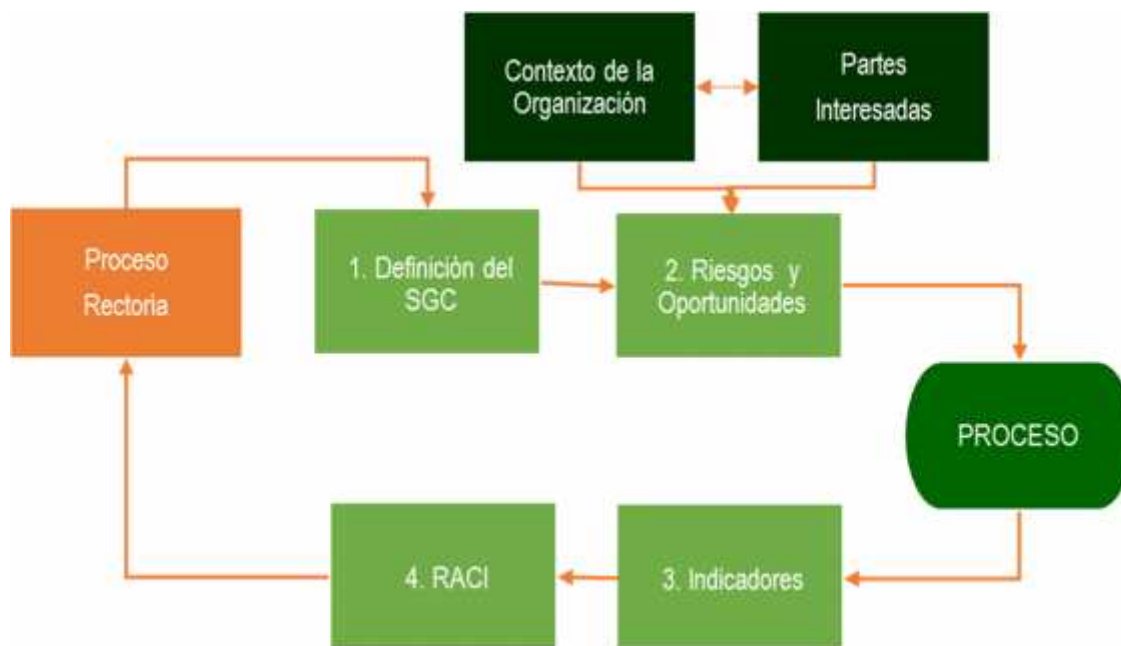 Contexto de la
Organización
Partes
Interesadas
Proceso
Rectoria
1. Definición del
SGC
2. Riesgos y
Oportunidades
PROCESO
4. RACI
3. Indicadores